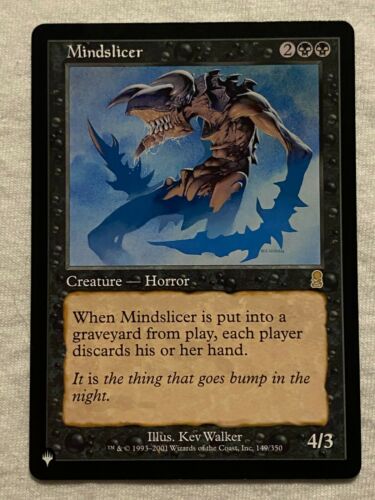 Mindslicer 2
Creature — Horror
When Mindslicer is put into a
graveyard from play, each player
discards his or her hand.
It is the thing that goes bump in the
night.
Illus. Kev Walker
™ & © 1993–2001 Wizards of the Coast, Inc. 149/350
4/3